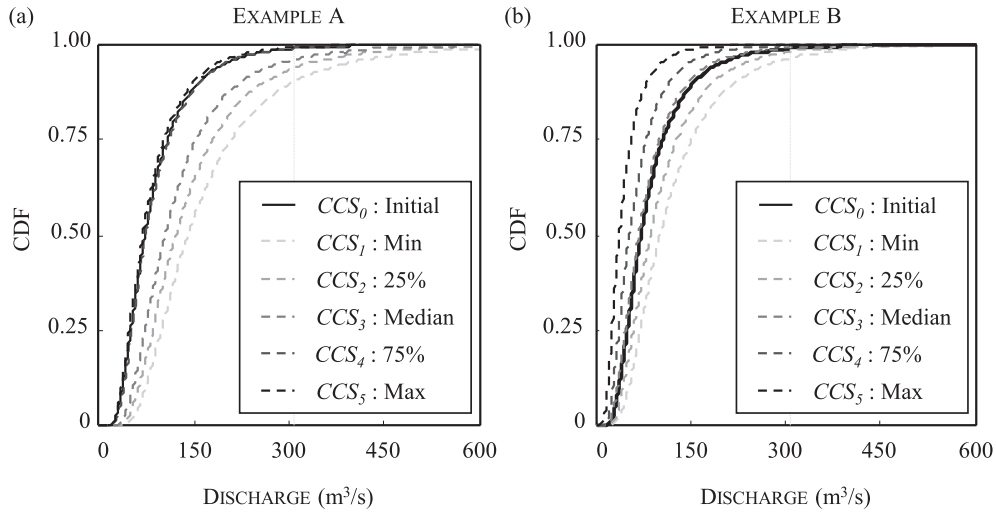 (a) EXAMPLE A
1.00
0.75
0.50
0.25
0
CDF
CCS0 : Initial
CCS1 : Min
CCS2 : 25%
CCS3 : Median
CCS4 : 75%
CCS5 : Max
0 150 300 450 600
DISCHARGE (m³/s)
(b) EXAMPLE B
1.00
0.75
0.50
0.25
0
CDF
CCS0 : Initial
CCS1 : Min
CCS2 : 25%
CCS3 : Median
CCS4 : 75%
CCS5 : Max
0 150 300 450 600
DISCHARGE (m³/s)